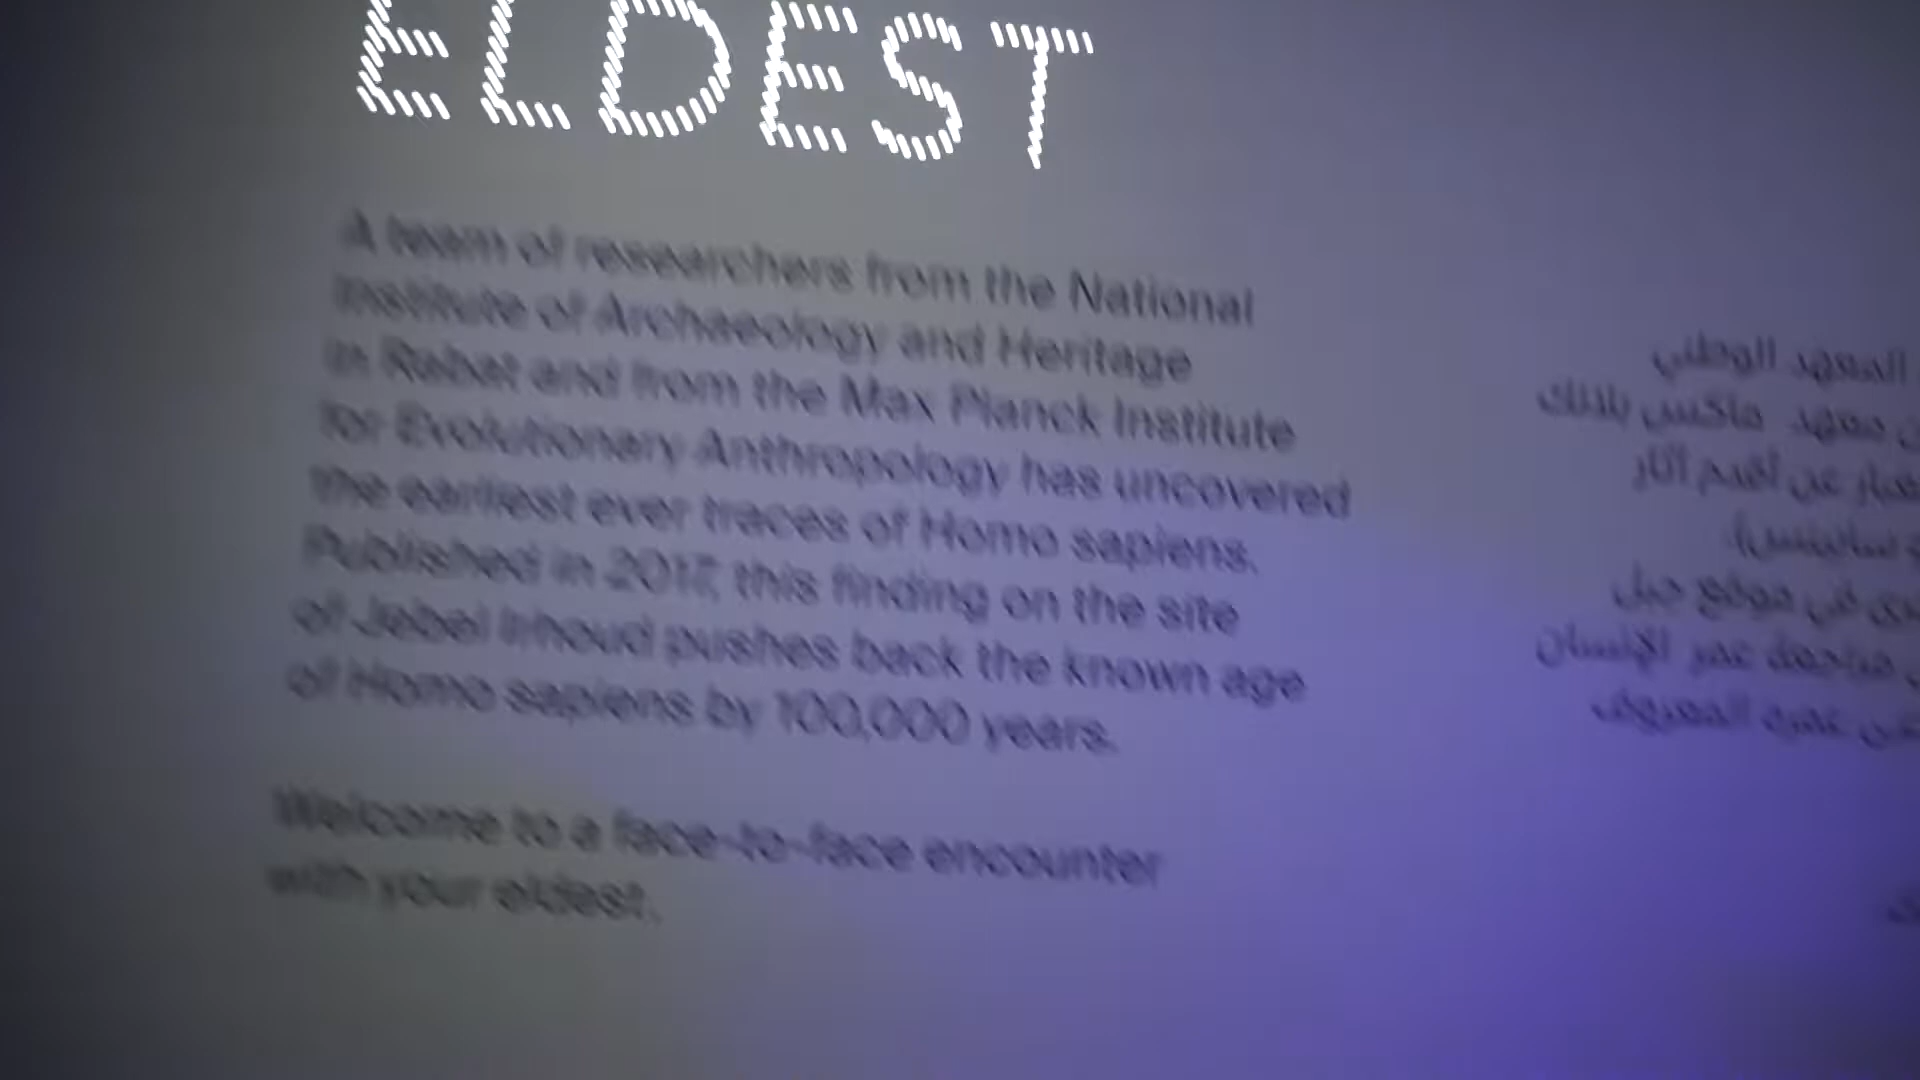 ELDEST
A team of researchers from the National
Institute of Archaeology and Heritage
in Rabat and from the Max Planck Institute
for Evolutionary Anthropology has uncovered
the earliest ever traces of Homo sapiens.
Published in 2017, this finding on the site
of Jebel Irhoud pushes back the known age
of Homo sapiens by 100,000 years.
Welcome to a face-to-face encounter
with your eldest.
المعهد الوطني
معهد ماكس بلانك
عن أقدم آثار
سابينس).
في موقع جبل
عمر الإنسان
عمره المعروف